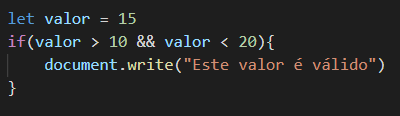 let valor = 15
if(valor > 10 && valor < 20){
    document.write("Este valor é válido")
}